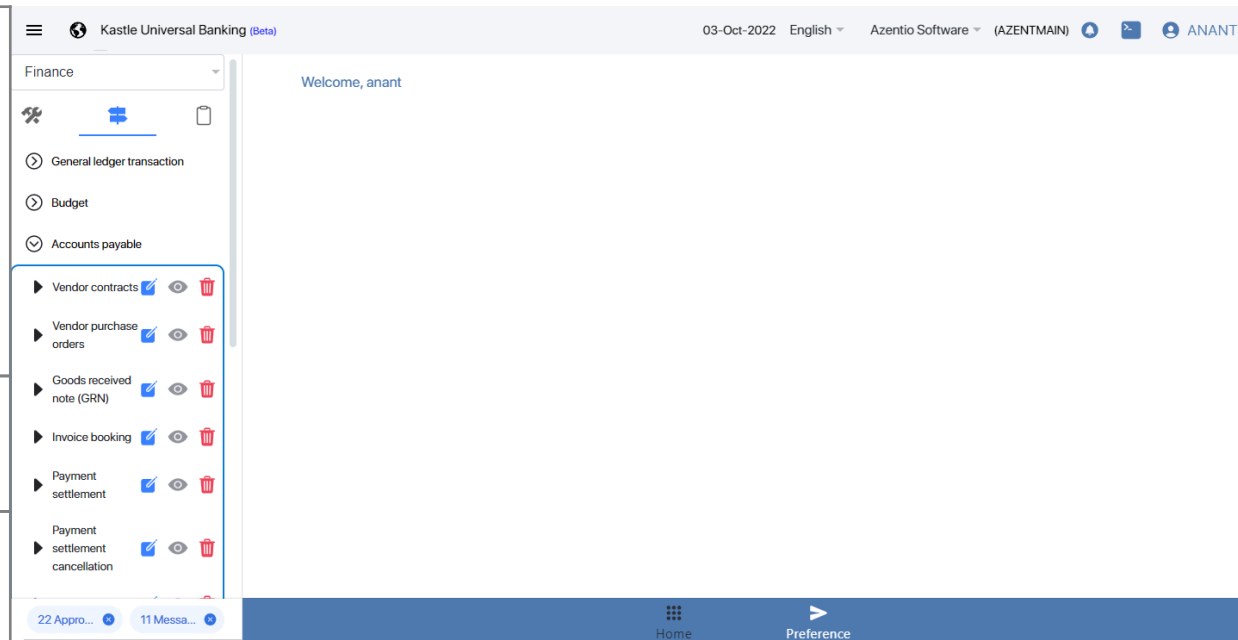 Kastle Universal Banking (Beta)
03-Oct-2022 English Azentio Software (AZENTMAIN) ANANT
Finance
Welcome, anant
General ledger transaction
Budget
Accounts payable
Vendor contracts
Vendor purchase
orders
Goods received
note (GRN)
Invoice booking
Payment
settlement
Payment
settlement
cancellation
22 Appro... 11 Messa...
Home Preference